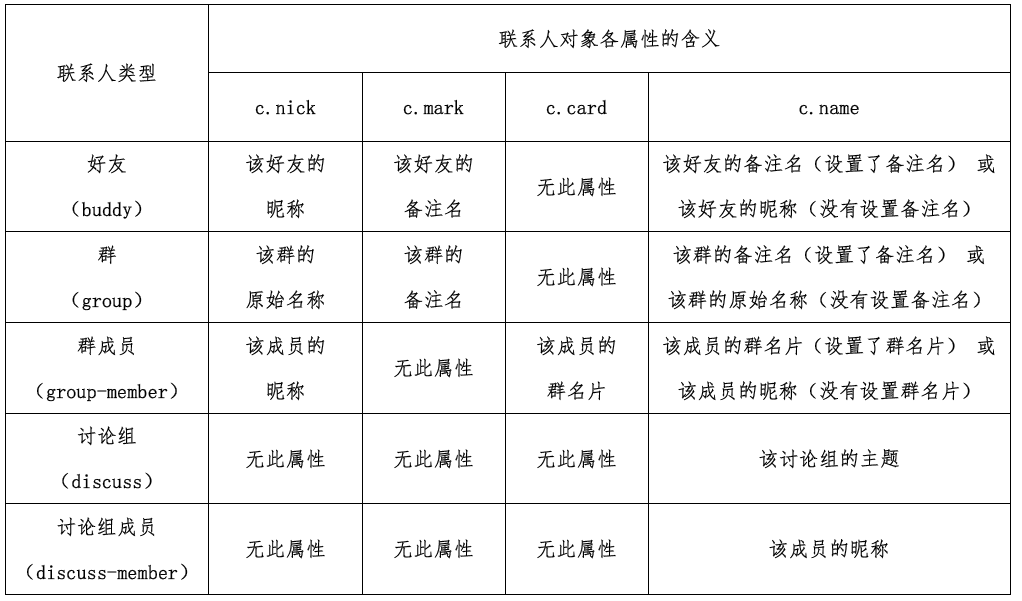 联系人类型
联系人对象各属性的含义
c.nick
c.mark
c.card
c.name
好友
（buddy）
该好友的
昵称
该好友的
备注名
无此属性
该好友的备注名（设置了备注名） 或
该好友的昵称（没有设置备注名）
群
（group）
该群的
原始名称
该群的
备注名
无此属性
该群的备注名（设置了备注名） 或
该群的原始名称（没有设置备注名）
群成员
（group-member）
该成员的
昵称
无此属性
该成员的
群名片
该成员的群名片（设置了群名片） 或
该成员的昵称（没有设置群名片）
讨论组
（discuss）
无此属性
无此属性
无此属性
该讨论组的主题
讨论组成员
（discuss-member）
无此属性
无此属性
无此属性
该成员的昵称